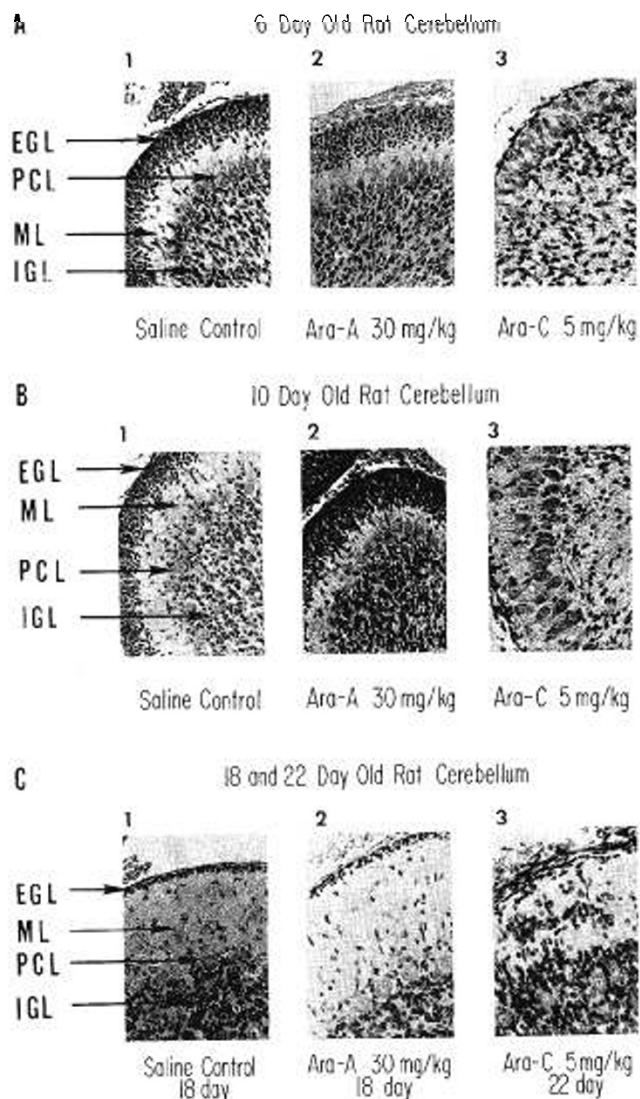 A 6 Day Old Rat Cerebellum
1 2 3
EGL
PCL
ML
IGL
Saline Control Ara-A 30 mg/kg Ara-C 5 mg/kg
B 10 Day Old Rat Cerebellum
1 2 3
EGL
ML
PCL
IGL
Saline Control Ara-A 30 mg/kg Ara-C 5 mg/kg
C 18 and 22 Day Old Rat Cerebellum
1 2 3
EGL
ML
PCL
IGL
Saline Control Ara-A 30 mg/kg Ara-C 5mg/kg
18 day 18 day 22 day